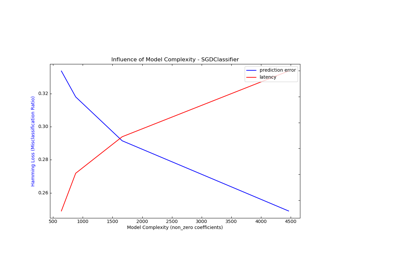 Influence of Model Complexity - SGDClassifier
prediction error
latency
0.32
0.30
0.28
0.26
Hamming Loss (Misclassification Ratio)
500 1000 1500 2000 2500 3000 3500 4000 4500
Model Complexity (non_zero coefficients)